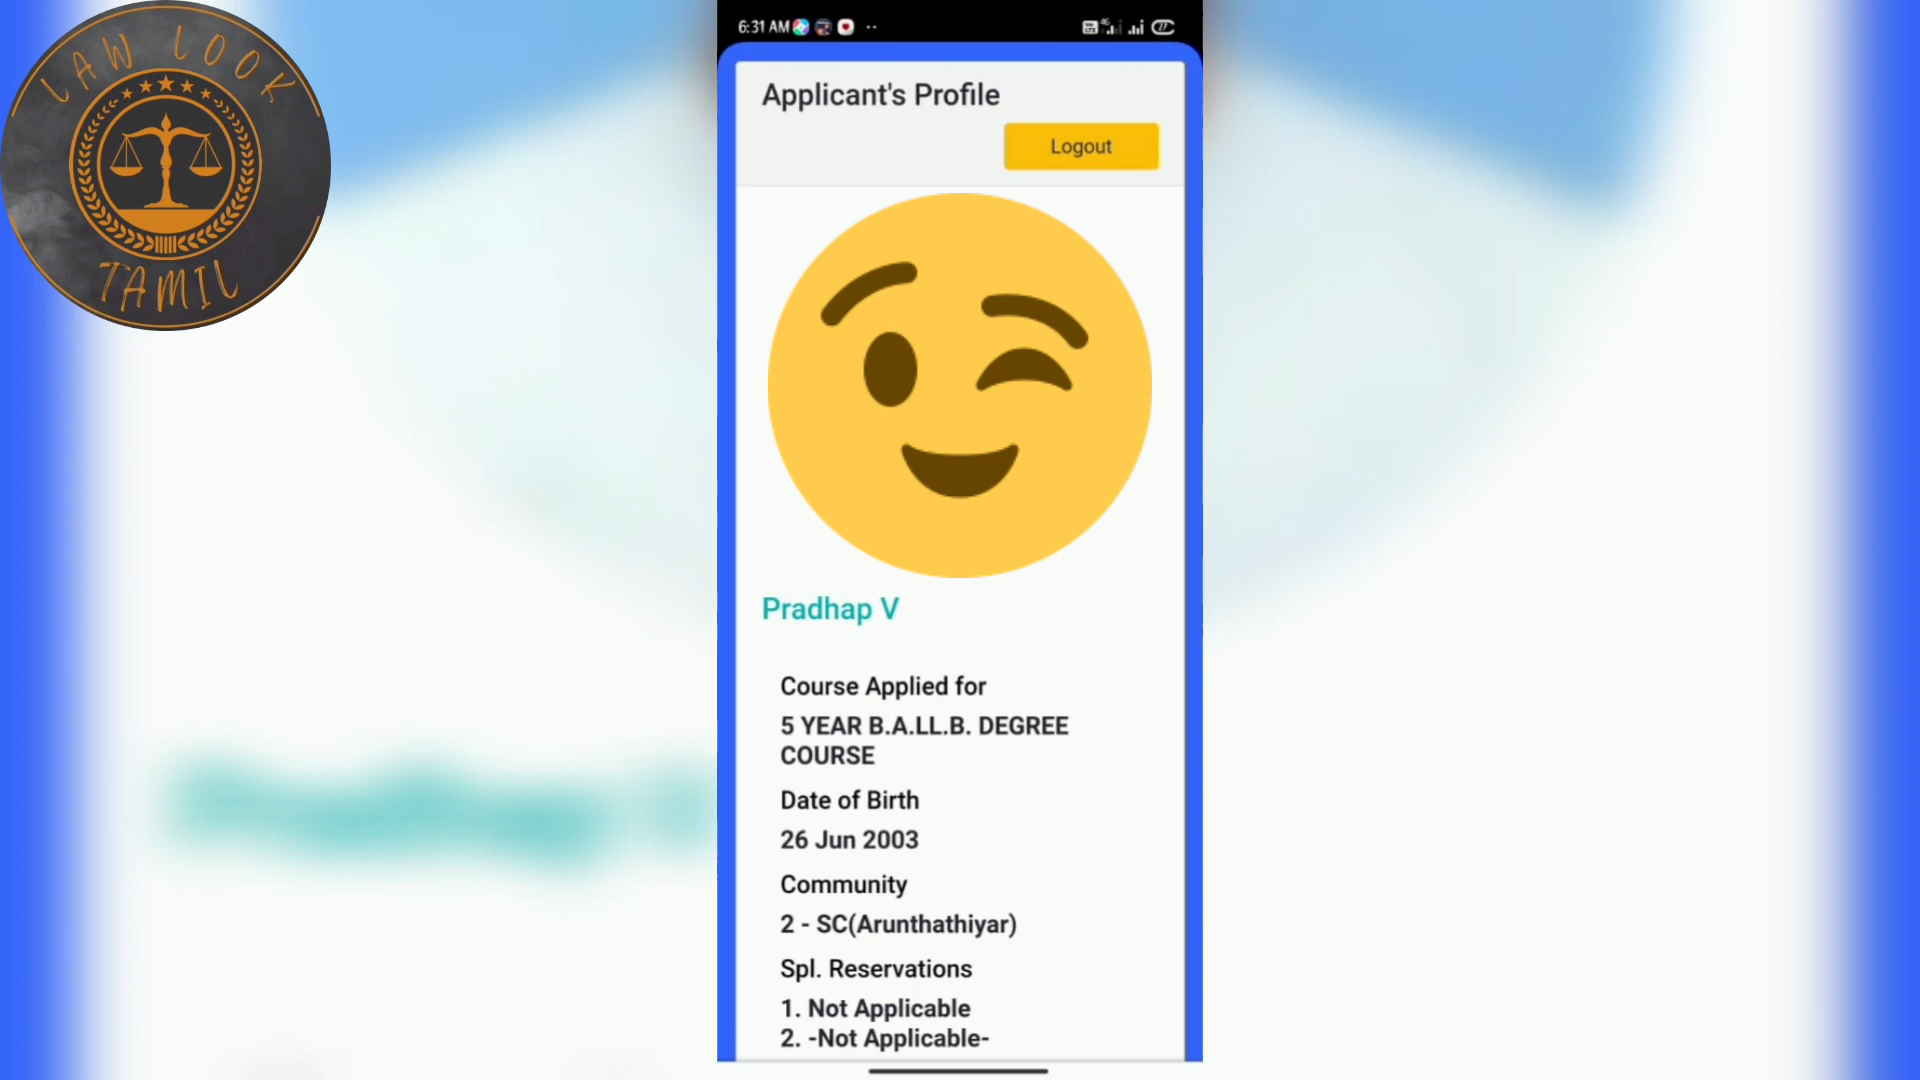 LAW LOOK
TAMIL
6:31 AM
Applicant's Profile
Logout
Pradhap V
Course Applied for
5 YEAR B.A.LL.B. DEGREE
COURSE
Date of Birth
26 Jun 2003
Community
2 - SC(Arunthathiyar)
Spl. Reservations
1. Not Applicable
2. -Not Applicable-